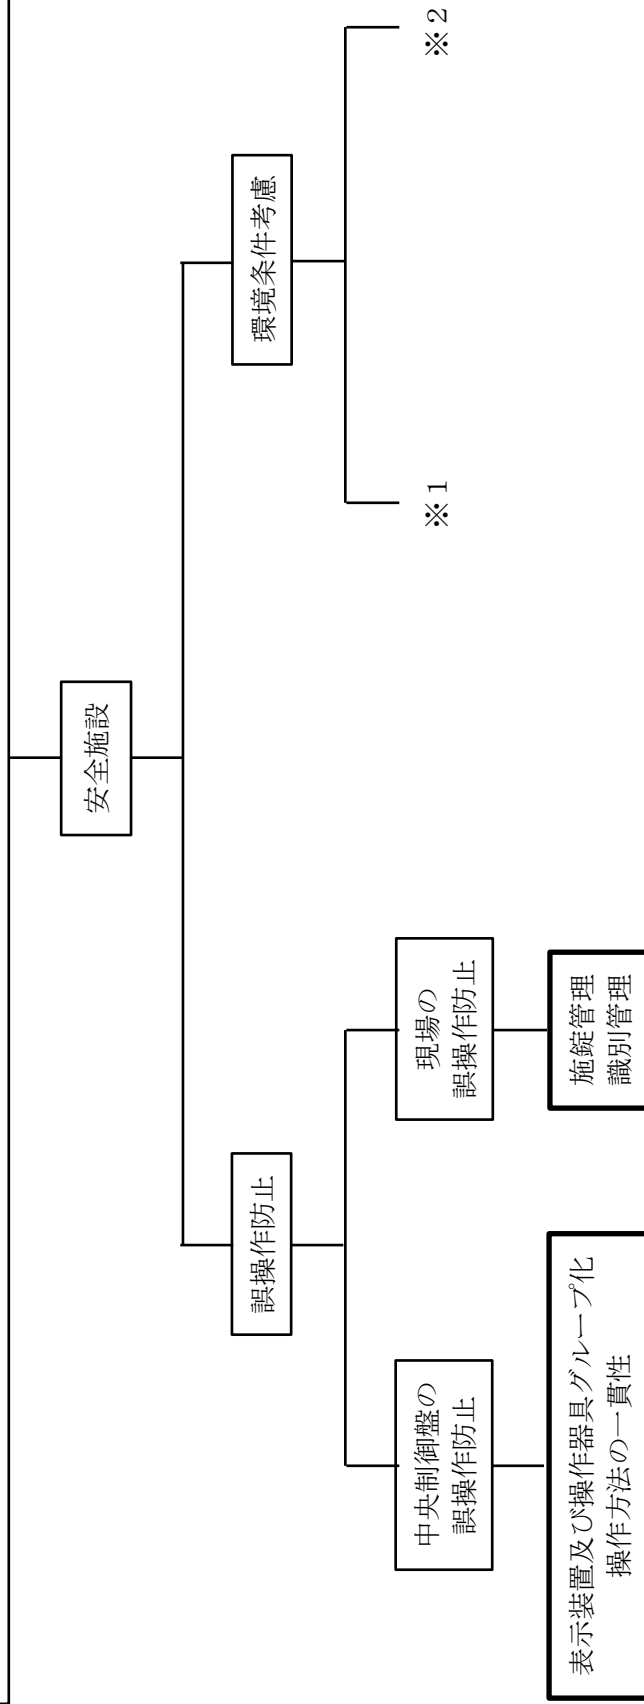 安全施設
誤操作防止
環境条件考慮
中央制御盤の
誤操作防止
現場の
誤操作防止
※1
※2
表示装置及び操作器具グループ化
操作方法の一貫性
施錠管理
識別管理